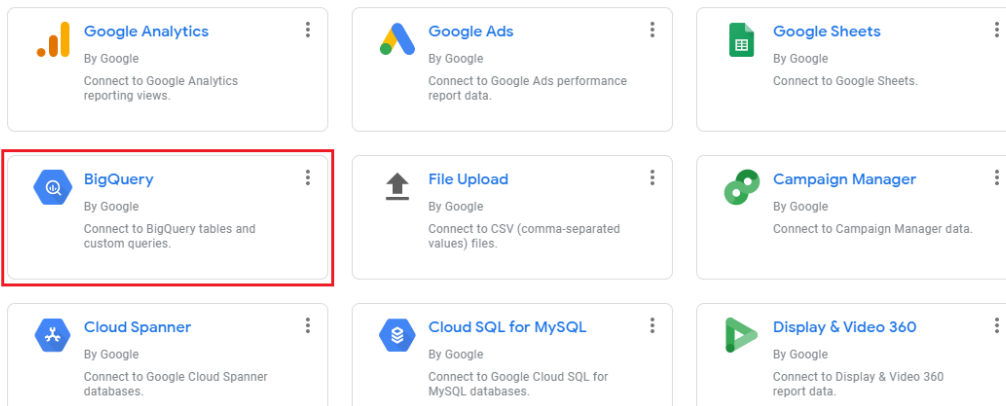 Google Analytics
By Google
Connect to Google Analytics
reporting views.
Google Ads
By Google
Connect to Google Ads performance
report data.
Google Sheets
By Google
Connect to Google Sheets.
BigQuery
By Google
Connect to BigQuery tables and
custom queries.
File Upload
By Google
Connect to CSV (comma-separated
values) files.
Campaign Manager
By Google
Connect to Campaign Manager data.
Cloud Spanner
By Google
Connect to Google Cloud Spanner
databases.
Cloud SQL for MySQL
By Google
Connect to Google Cloud SQL for
MySQL databases.
Display & Video 360
By Google
Connect to Display & Video 360
report data.